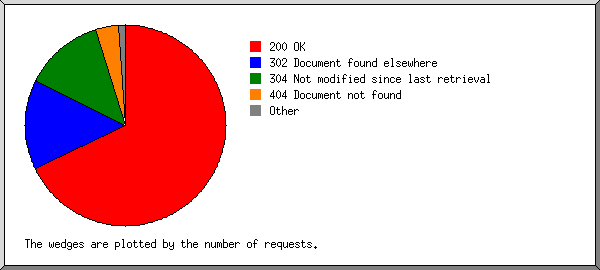 200 OK
302 Document found elsewhere
304 Not modified since last retrieval
404 Document not found
Other
The wedges are plotted by the number of requests.